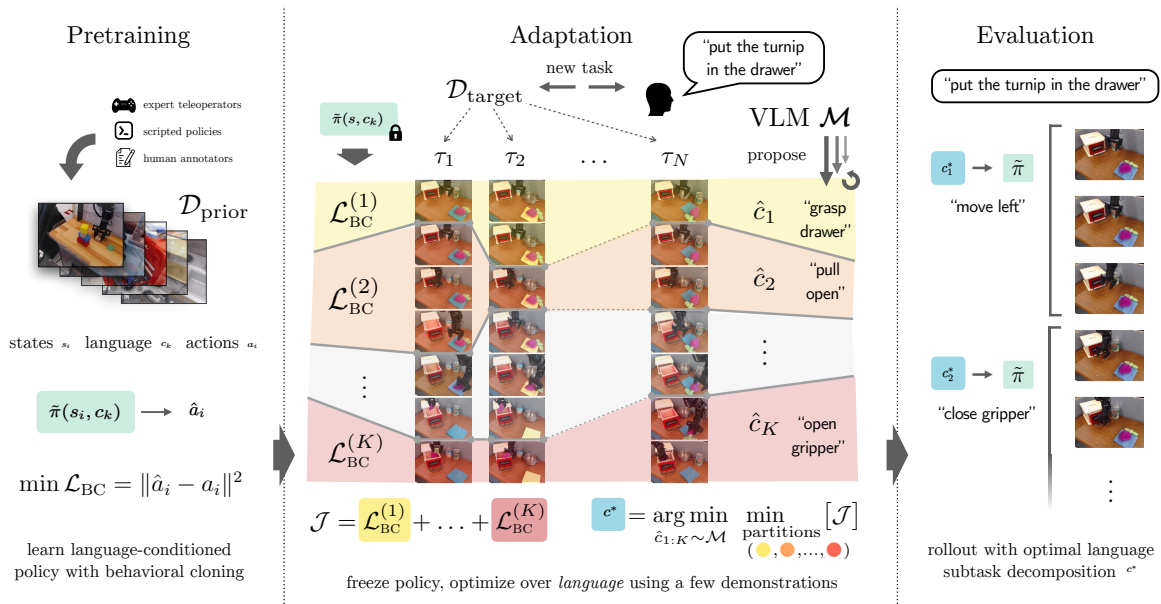 Pretraining
expert teleoperators
scripted policies
human annotators
𝒟_prior
states s_i language c_k actions a_i
π̃(s_i, c_k) → â_i
min ℒ_BC = ‖â_i − a_i‖²
learn language-conditioned
policy with behavioral cloning
Adaptation
“put the turnip
in the drawer”
new task
𝒟_target
π̃(s, c_k)
VLM ℳ
propose
τ_1 τ_2 … τ_N
ℒ_BC^(1)
ĉ_1 “grasp
drawer”
ℒ_BC^(2)
ĉ_2 “pull
open”
⋮ ⋮
ℒ_BC^(K)
ĉ_K “open
gripper”
𝒥 = ℒ_BC^(1) + … + ℒ_BC^(K)
c* = arg min min [𝒥]
ĉ_1:K∼ℳ partitions
( , ,..., )
freeze policy, optimize over language using a few demonstrations
Evaluation
“put the turnip in the drawer”
c_1* → π̃
“move left”
c_2* → π̃
“close gripper”
⋮
rollout with optimal language
subtask decomposition c*